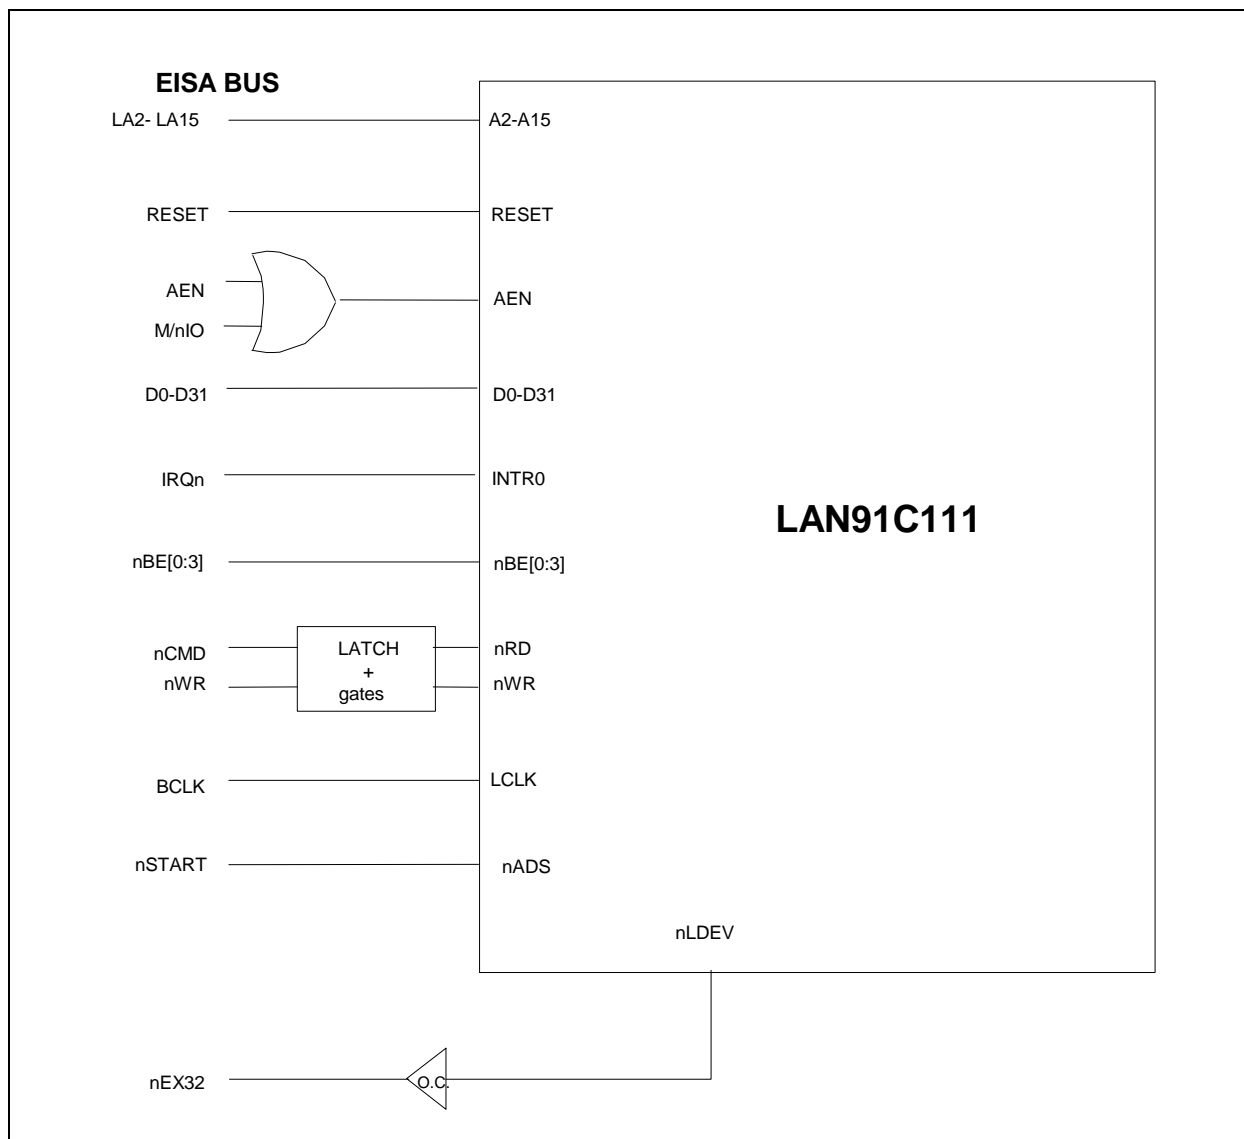 EISA BUS
LA2- LA15 A2-A15
RESET RESET
AEN AEN
M/nIO
D0-D31 D0-D31
IRQn INTR0
LAN91C111
nBE[0:3] nBE[0:3]
nCMD LATCH nRD
+
nWR gates nWR
BCLK LCLK
nSTART nADS
nLDEV
nEX32 O.C.